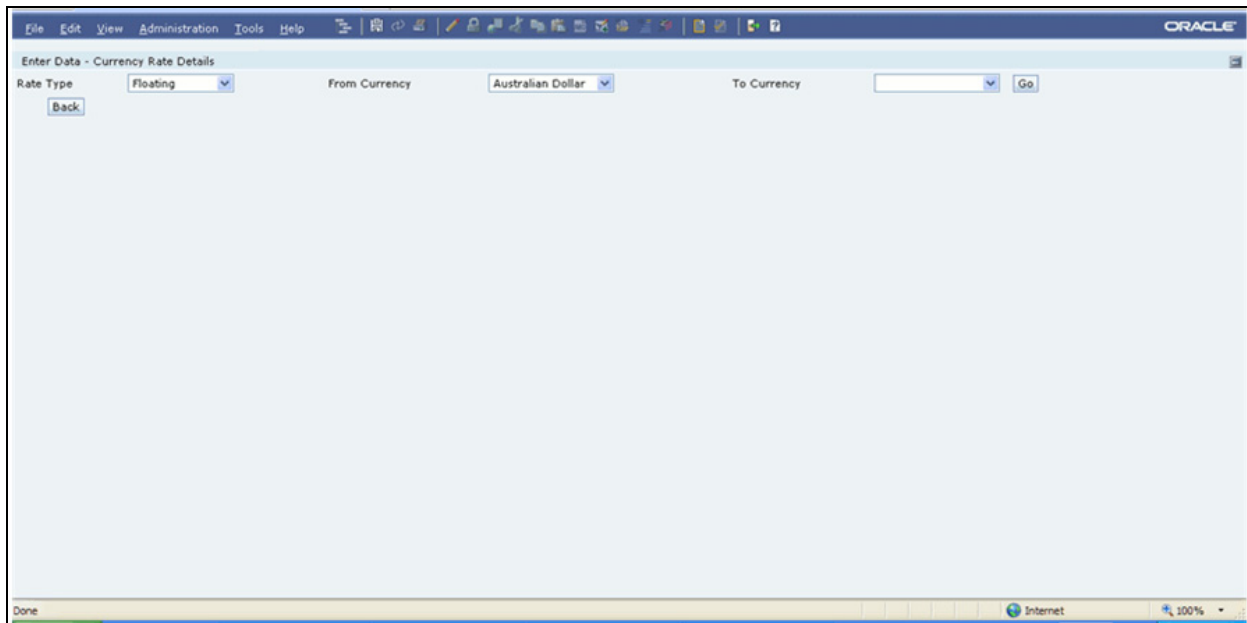 File Edit View Administration Tools Help ORACLE
Enter Data - Currency Rate Details
Rate Type Floating From Currency Australian Dollar To Currency Go
Back
Done Internet 100%